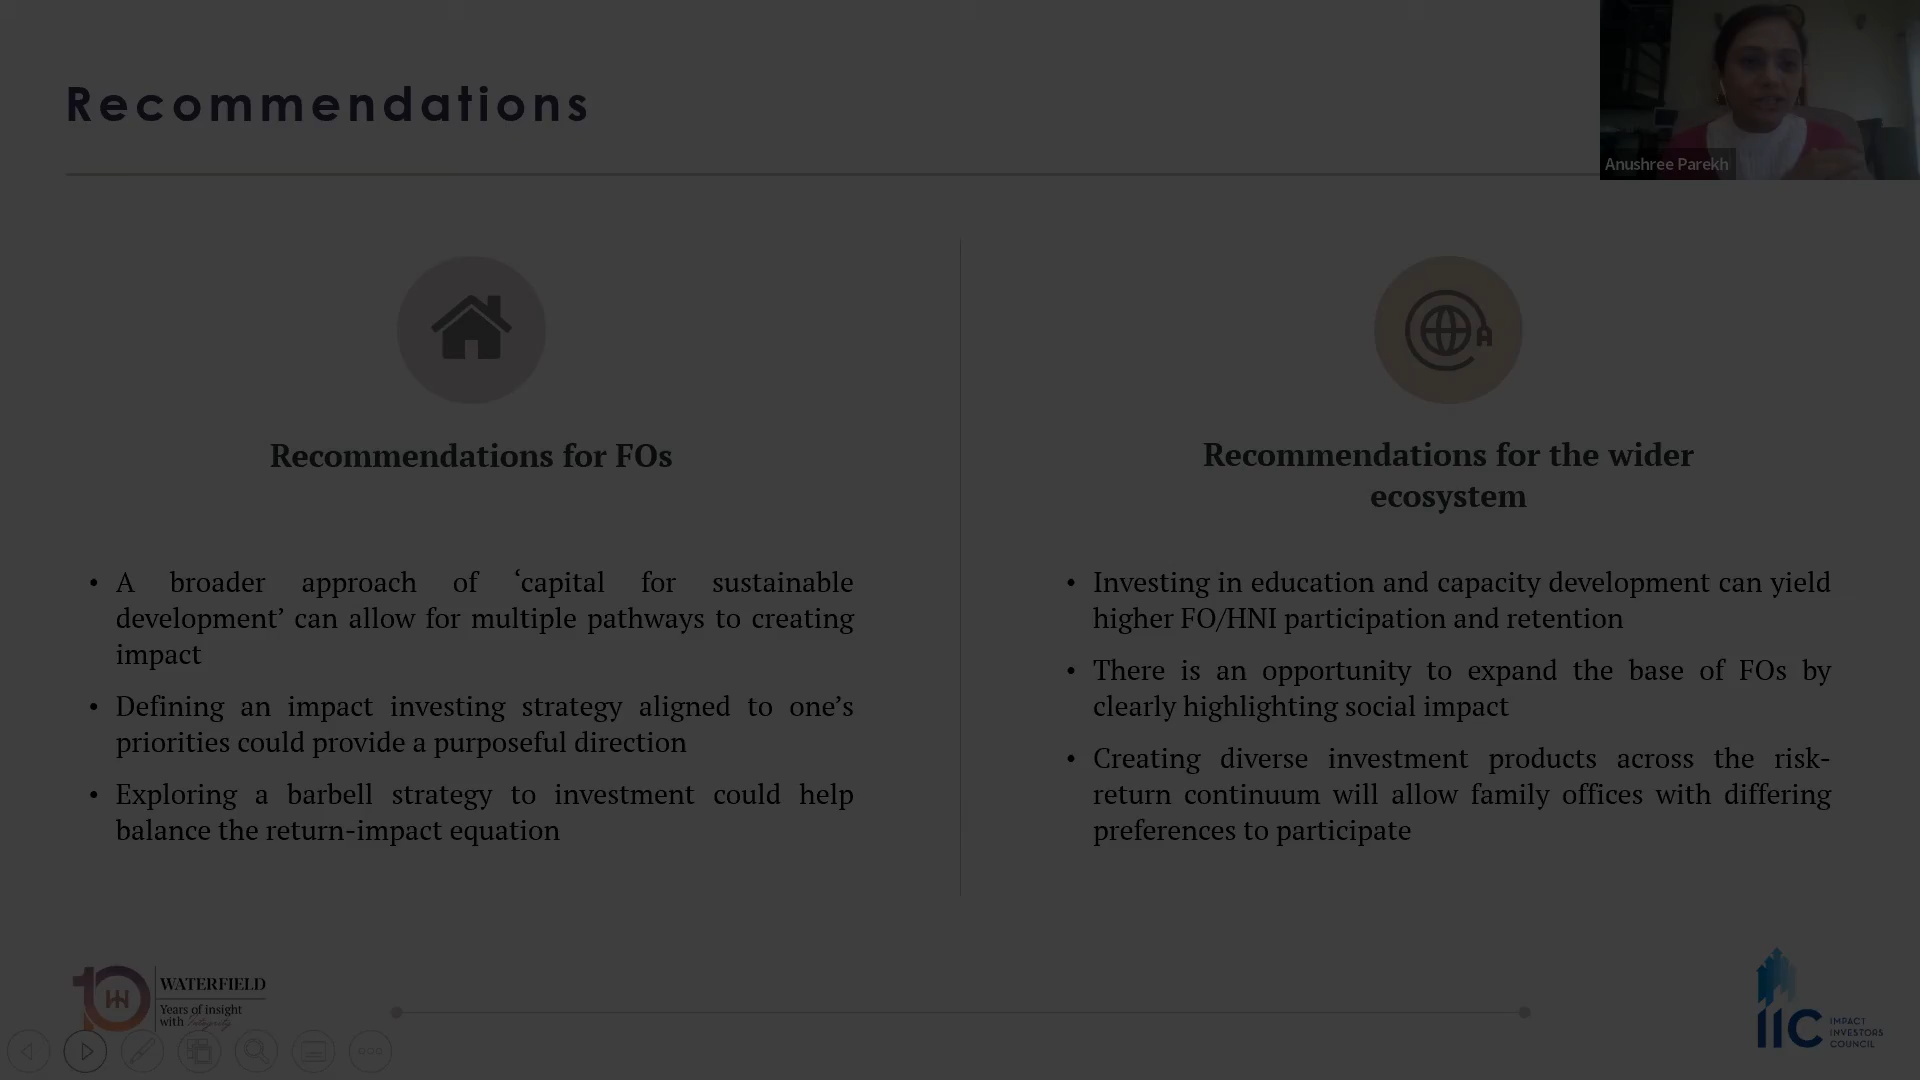 Recommendations
Anushree Parekh
Recommendations for FOs
• A broader approach of ‘capital for sustainable
development’ can allow for multiple pathways to creating
impact
• Defining an impact investing strategy aligned to one’s
priorities could provide a purposeful direction
• Exploring a barbell strategy to investment could help
balance the return-impact equation
Recommendations for the wider
ecosystem
• Investing in education and capacity development can yield
higher FO/HNI participation and retention
• There is an opportunity to expand the base of FOs by
clearly highlighting social impact
• Creating diverse investment products across the risk-
return continuum will allow family offices with differing
preferences to participate
10
WATERFIELD
Years of insight
with Integrity
IIC
IMPACT
INVESTORS
COUNCIL